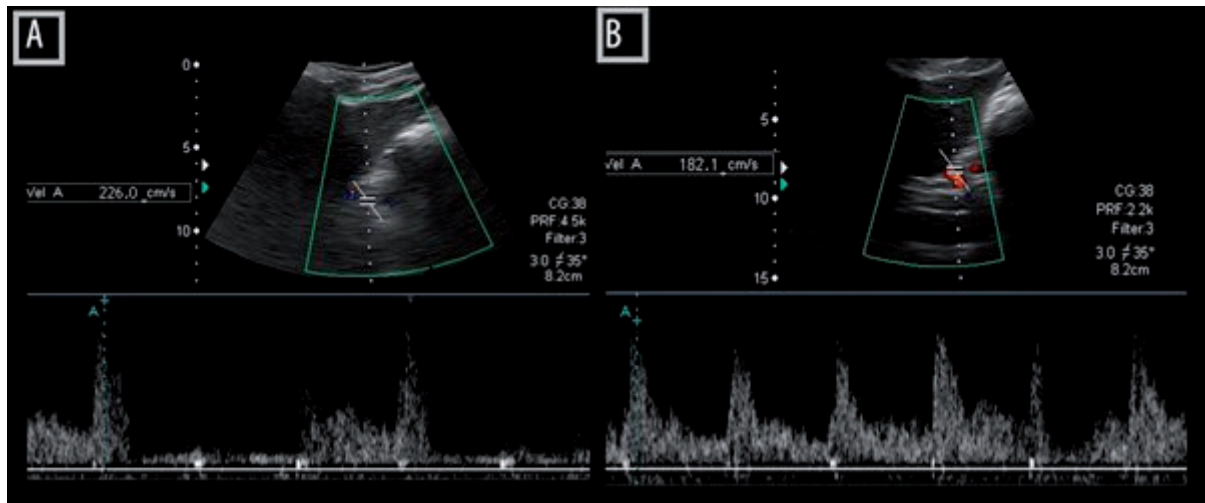 A
0
5
10
Vel A 226.0 cm/s
CG:38
PRF:4.5k
Filter:3
3.0 ≠35°
8.2cm
A
B
5
10
15
Vel A 182.1 cm/s
CG:38
PRF:2.2k
Filter:3
3.0 ≠35°
8.2cm
A